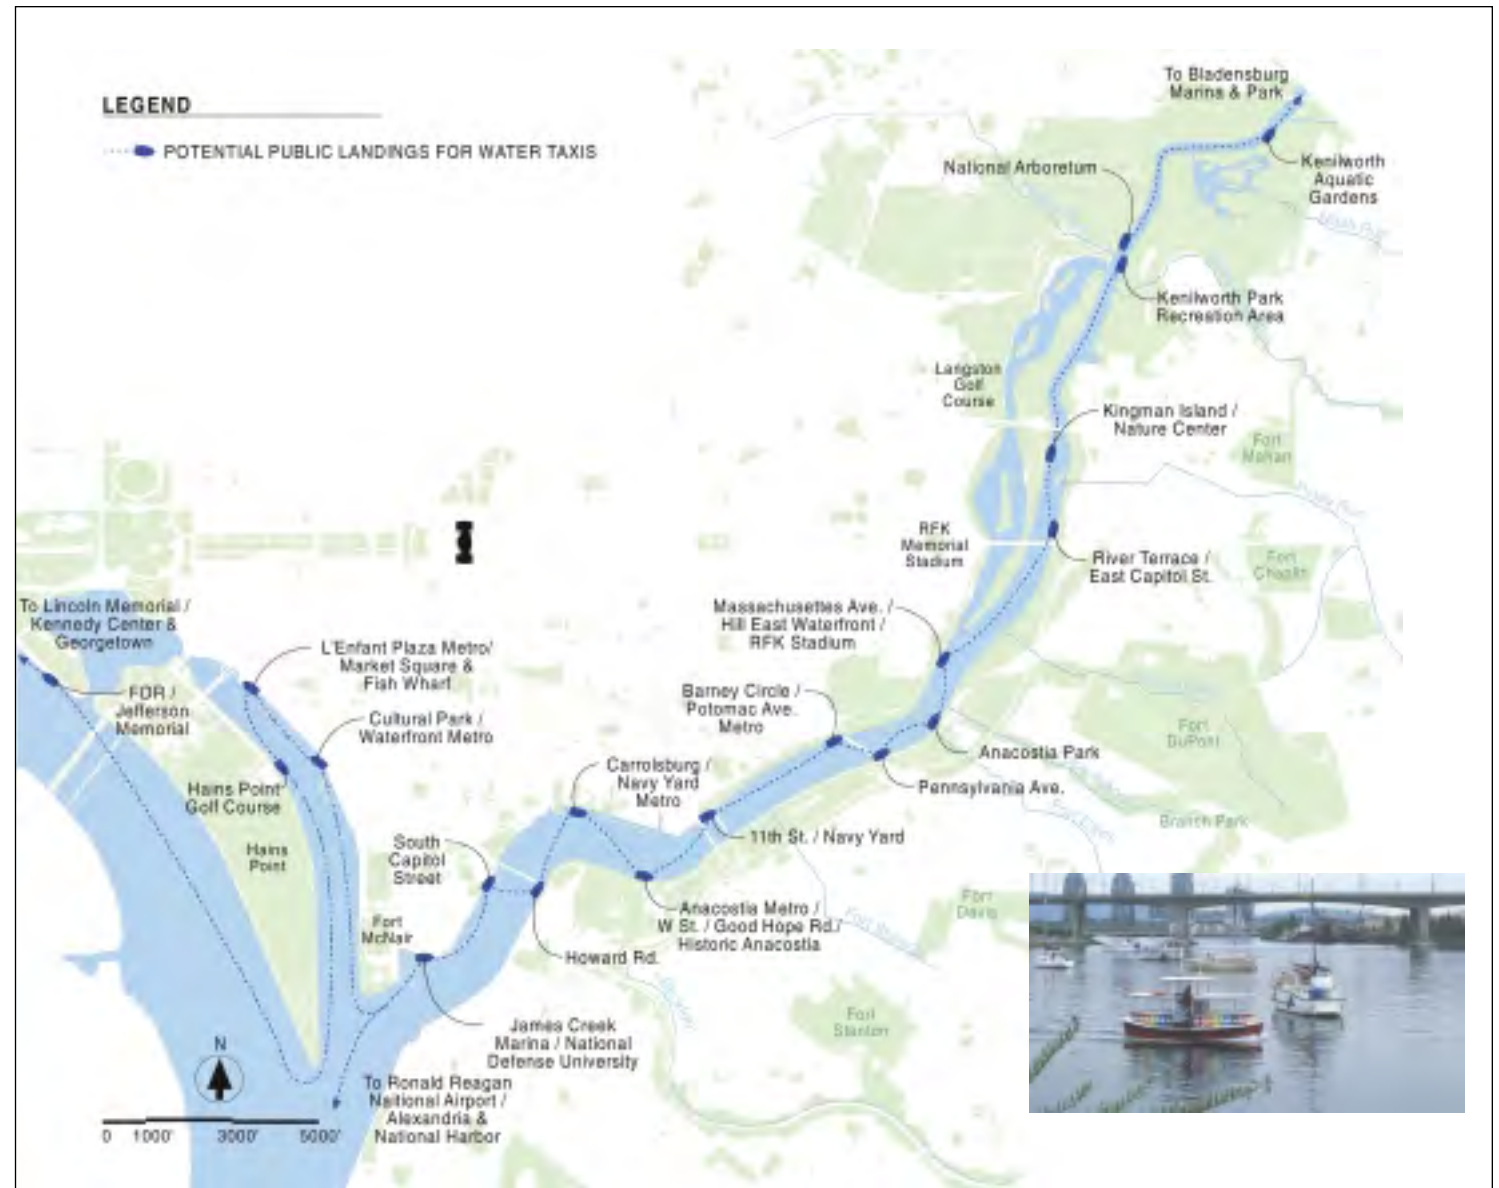 LEGEND
POTENTIAL PUBLIC LANDINGS FOR WATER TAXIS
To Bladensburg
Marina & Park
National Arboretum
Kenilworth
Aquatic
Gardens
Kenilworth Park
Recreation Area
Langston
Golf
Course
Kingman Island /
Nature Center
Fort
Mahan
RFK
Memorial
Stadium
River Terrace /
East Capitol St.
Fort
Chaplin
To Lincoln Memorial /
Kennedy Center &
Georgetown
L'Enfant Plaza Metro/
Market Square &
Fish Wharf
Massachusettes Ave. /
Hill East Waterfront /
RFK Stadium
FDR /
Jefferson
Memorial
Cultural Park /
Waterfront Metro
Barney Circle /
Potomac Ave.
Metro
Fort
DuPont
Anacostia Park
Hains Point
Golf Course
Carrolsburg /
Navy Yard
Metro
Pennsylvania Ave.
Branch Park
11th St. / Navy Yard
South
Capitol
Street
Hains
Point
Fort
McNair
Anacostia Metro /
W St. / Good Hope Rd./
Historic Anacostia
Fort
Davis
Howard Rd.
Fort
Stanton
James Creek
Marina / National
Defense University
N
To Ronald Reagan
Naitional Airport /
Alexandria &
National Harbor
0 1000' 3000' 5000'